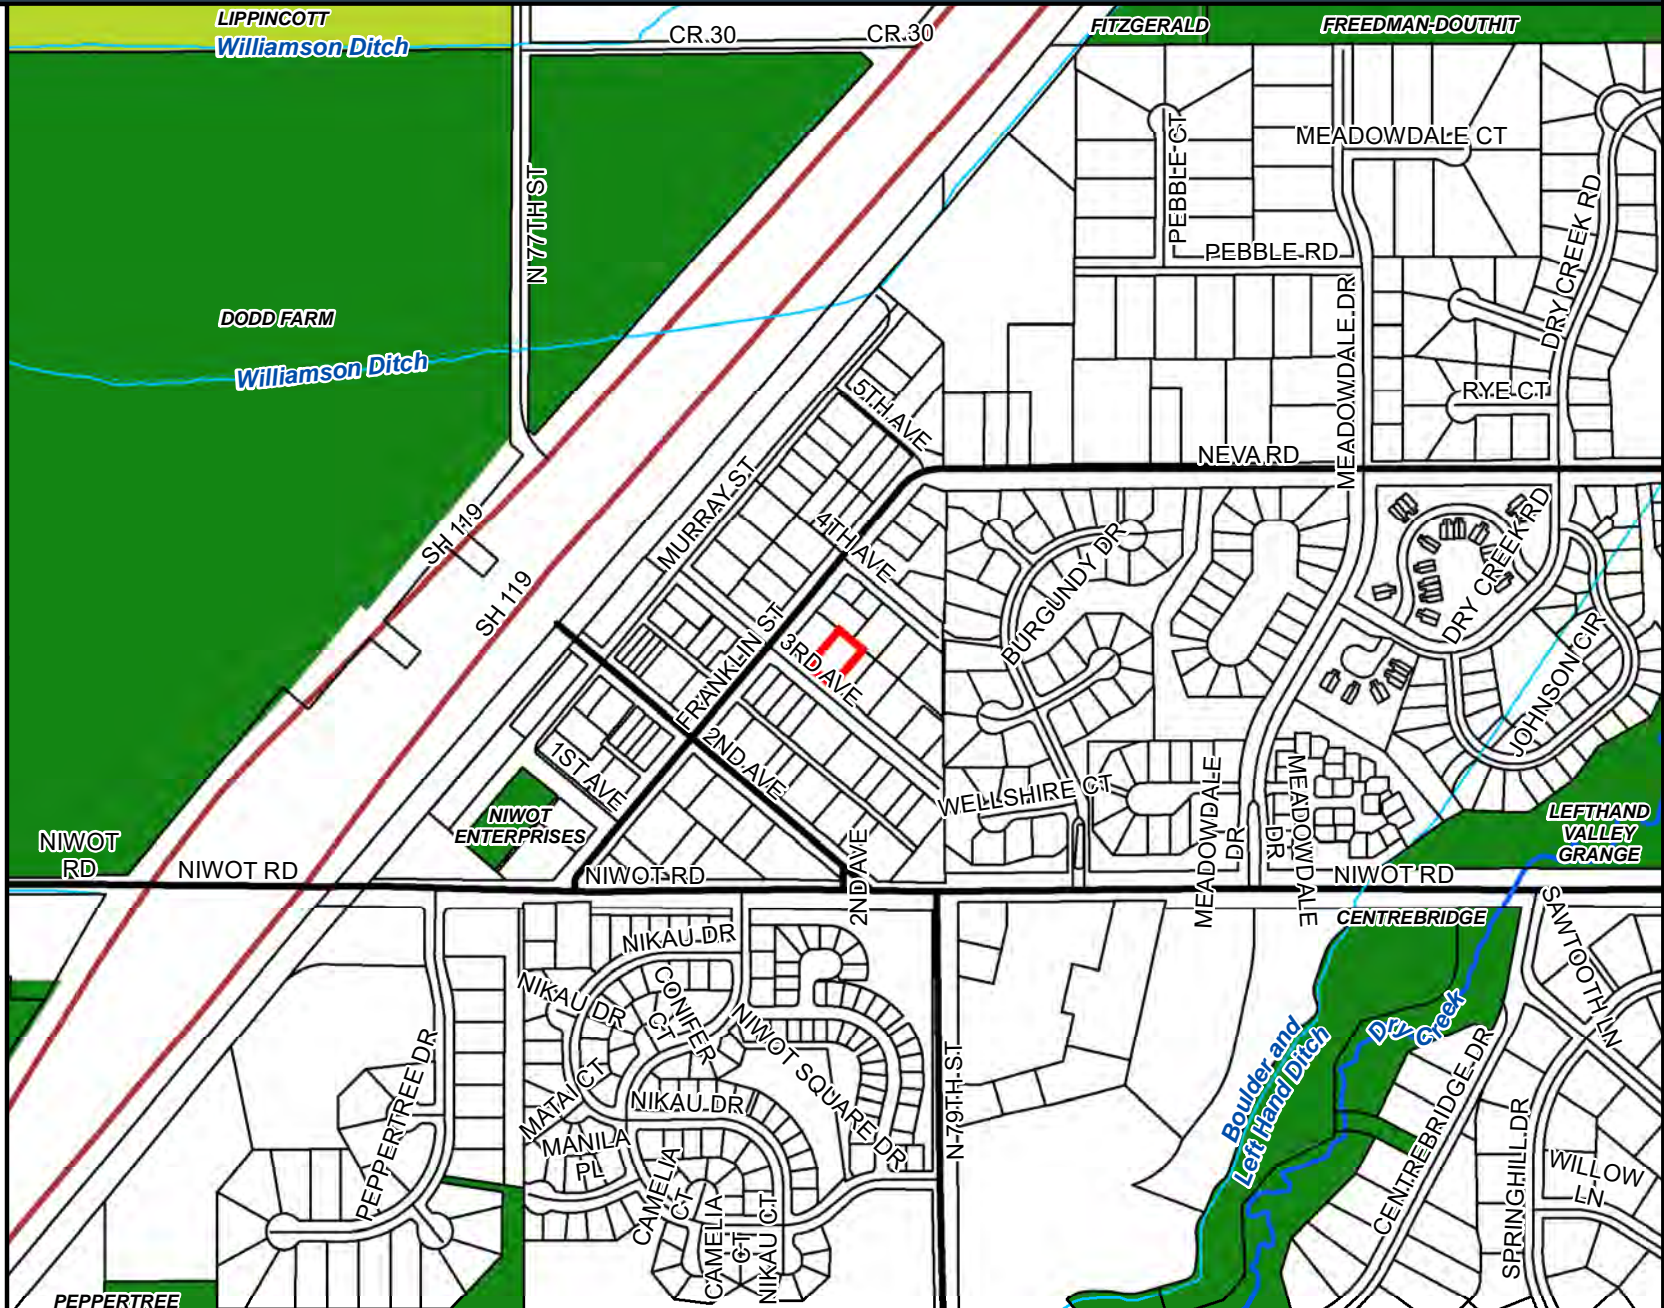 LIPPINCOTT
Williamson Ditch
CR 30
CR 30
FITZGERALD
FREEDMAN-DOUTHIT
MEADOWDALE CT
PEBBLE CT
N 77TH ST
DRY CREEK RD
PEBBLE RD
DODD FARM
MEADOWDALE DR
Williamson Ditch
5TH AVE
RYE CT
NEVA RD
MURRAY ST
SH 119
4TH AVE
BURGUNDY DR
DRY CREEK RD
SH 119
FRANKLIN ST
3RD AVE
JOHNSON CIR
2ND AVE
1ST AVE
WELLSHIRE CT
MEADOWDALE
DR
MEADOWDALE
DR
NIWOT
ENTERPRISES
LEFTHAND
VALLEY
GRANGE
NIWOT
RD
NIWOT RD
NIWOT RD
2ND AVE
NIWOT RD
CENTREBRIDGE
SAWTOOTH LN
NIKAU DR
NIKAU DR
CONIFER
CT
NIWOT SQUARE DR
Dry
Creek
PEPPERTREE DR
N 79TH ST
Boulder and
Left Hand Ditch
CENTREBRIDGE DR
MATAI CT
NIKAU DR
MANILA
PL
SPRINGHILL DR
WILLOW
LN
CAMELIA
CT
CAMELIA
CT
NIKAU CT
PEPPERTREE